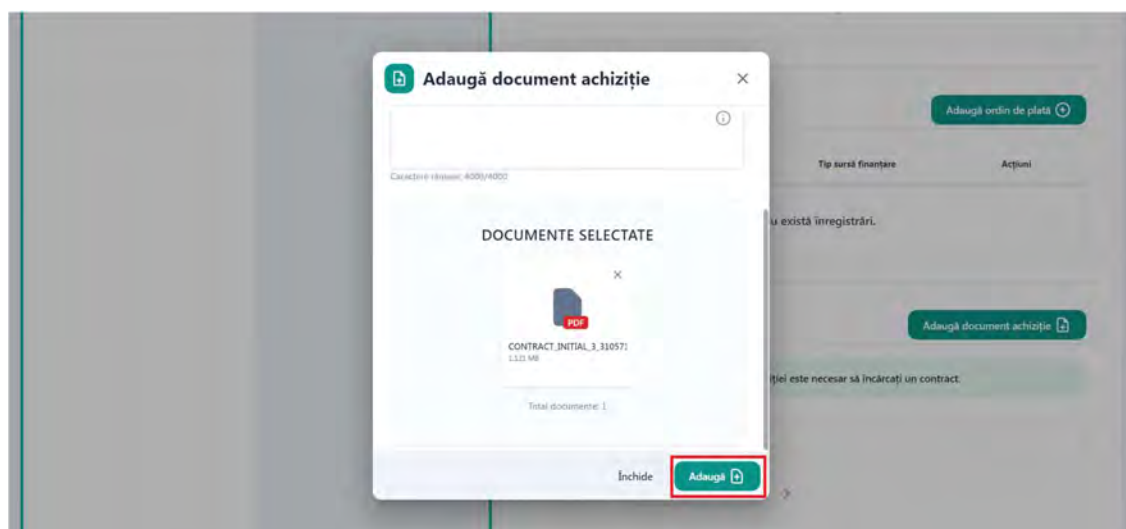 Adaugă document achiziție
Adaugă ordin de plată
Caractere rămase: 4000/4000
Tip sursă finanțare
Acțiuni
u există înregistrări.
DOCUMENTE SELECTATE
PDF
CONTRACT_INITIAL_3_31057
1.121 MB
Adaugă document achiziție
iției este necesar să încărcați un contract.
Total documente: 1
Închide
Adaugă